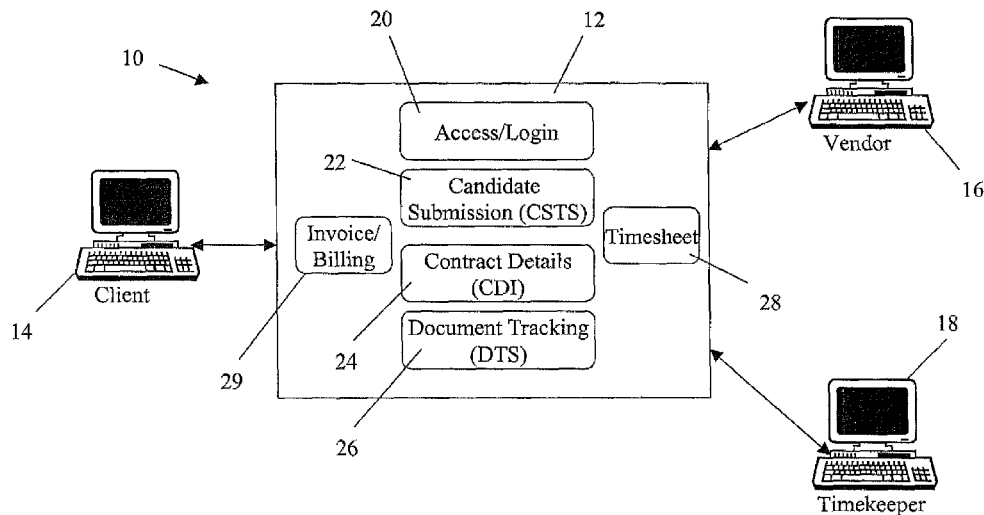 20
12
10
Access/Login
22
Vendor
16
Candidate
Submission (CSTS)
Invoice/
Billing
Timesheet
Contract Details
(CDI)
Client
14
28
Document Tracking
(DTS)
24
29
26
18
Timekeeper